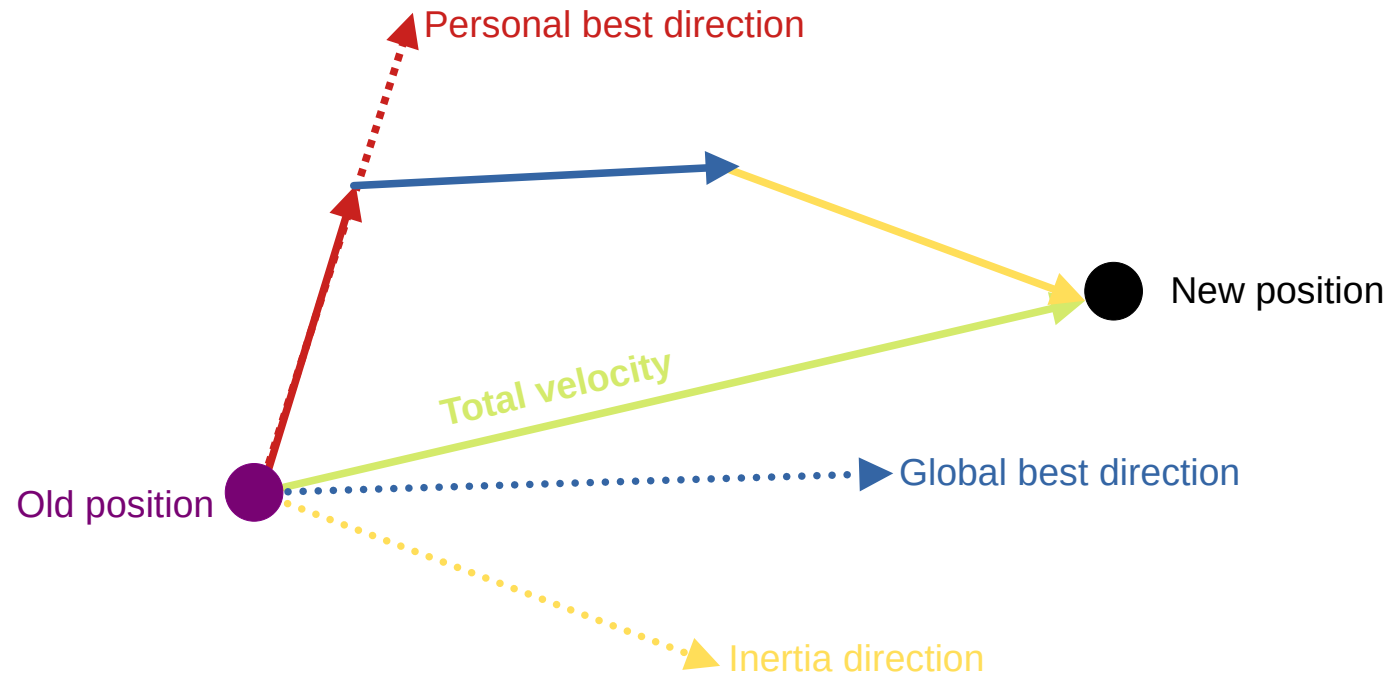 Personal best direction
New position
Total velocity
Global best direction
Old position
Inertia direction